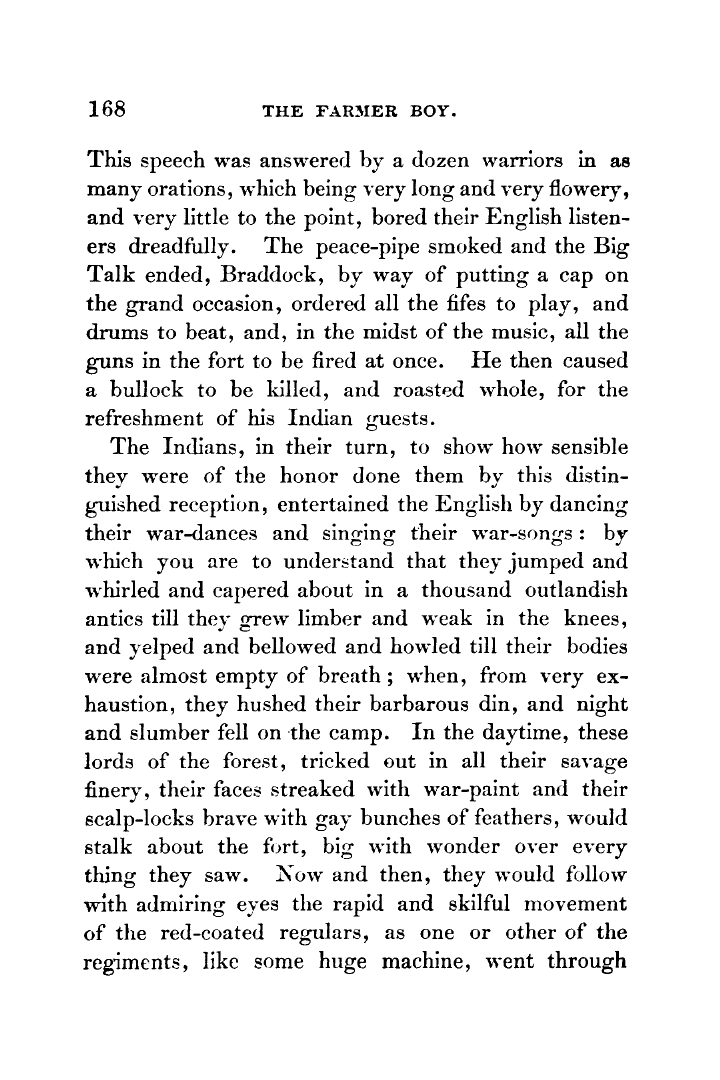 168 THE FARMER BOY.
This speech was answered by a dozen warriors in as
many orations, which being very long and very flowery,
and very little to the point, bored their English listen-
ers dreadfully. The peace-pipe smoked and the Big
Talk ended, Braddock, by way of putting a cap on
the grand occasion, ordered all the fifes to play, and
drums to beat, and, in the midst of the music, all the
guns in the fort to be fired at once. He then caused
a bullock to be killed, and roasted whole, for the
refreshment of his Indian guests.
The Indians, in their turn, to show how sensible
they were of the honor done them by this distin-
guished reception, entertained the English by dancing
their war-dances and singing their war-songs : by
which you are to understand that they jumped and
whirled and capered about in a thousand outlandish
antics till they grew limber and weak in the knees,
and yelped and bellowed and howled till their bodies
were almost empty of breath ; when, from very ex-
haustion, they hushed their barbarous din, and night
and slumber fell on the camp. In the daytime, these
lords of the forest, tricked out in all their savage
finery, their faces streaked with war-paint and their
scalp-locks brave with gay bunches of feathers, would
stalk about the fort, big with wonder over every
thing they saw. Now and then, they would follow
with admiring eyes the rapid and skilful movement
of the red-coated regulars, as one or other of the
regiments, like some huge machine, went through